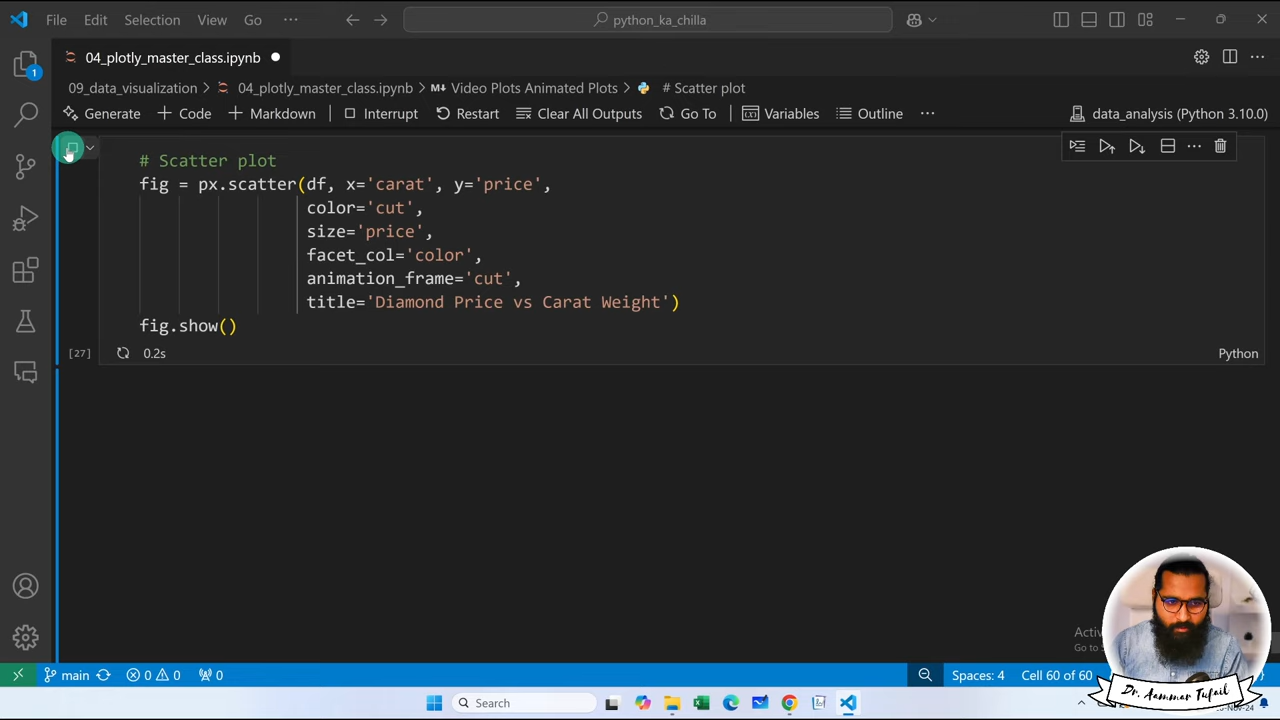 File Edit Selection View Go ··· python_ka_chilla
04_plotly_master_class.ipynb
1
09_data_visualization > 04_plotly_master_class.ipynb > Video Plots Animated Plots > # Scatter plot
Generate + Code + Markdown Interrupt Restart Clear All Outputs Go To Variables Outline ··· data_analysis (Python 3.10.0)
# Scatter plot
fig = px.scatter(df, x='carat', y='price',
color='cut',
size='price',
facet_col='color',
animation_frame='cut',
title='Diamond Price vs Carat Weight')
fig.show()
[27] 0.2s Python
main 0 0 0 Spaces: 4 Cell 60 of 60
Search
Dr. Aammar Tufail